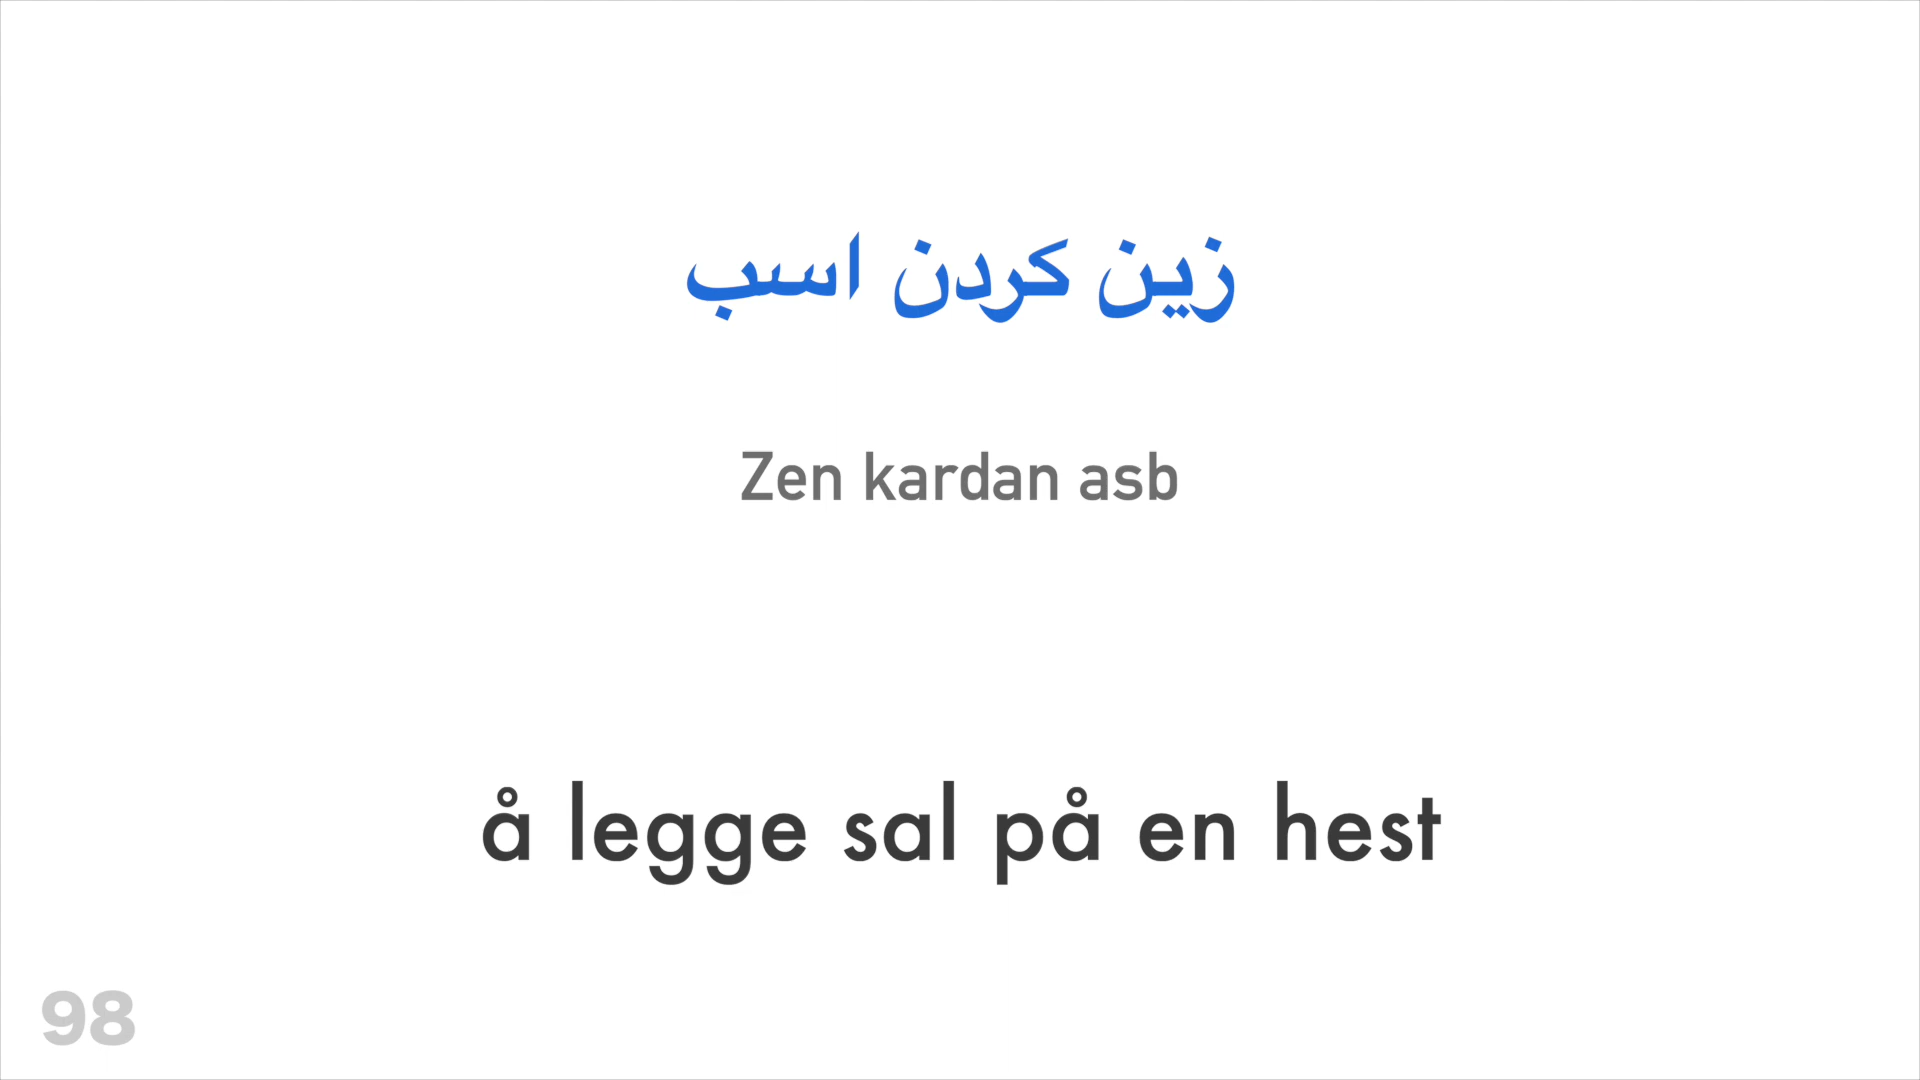 زین کردن اسب
Zen kardan asb
å legge sal på en hest
98